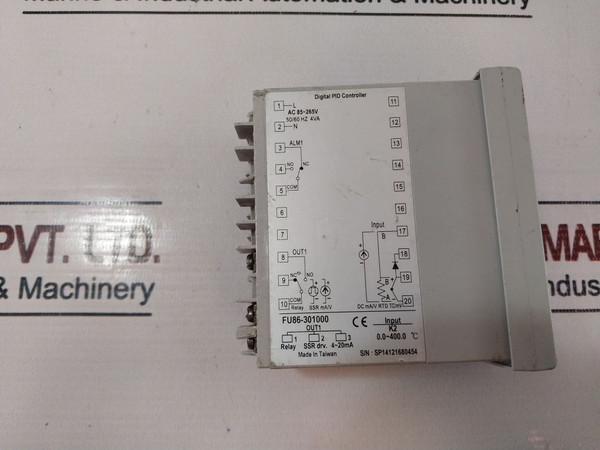 & Industrial Automation & Machinery
Digital PID Controller
1 L
AC 85~265V
50/60 HZ 4VA
2 N
3 ALM1
4 NO NC
5 COM
6
7
8 OUT1
9 NC NO
10 COM
Relay SSR mA/V
11
12
13
14
15
16
Input
B 17
18
B 19
A 20
DC mA/V RTD TC/mV
FU86-301000
OUT1
1 2 3
Relay SSR drv. 4~20mA
Made In Taiwan
CE
Input
K2
0.0~400.0 ℃
S/N : SP14121680454
PVT. LTD.
& Machinery
MAR
ndus